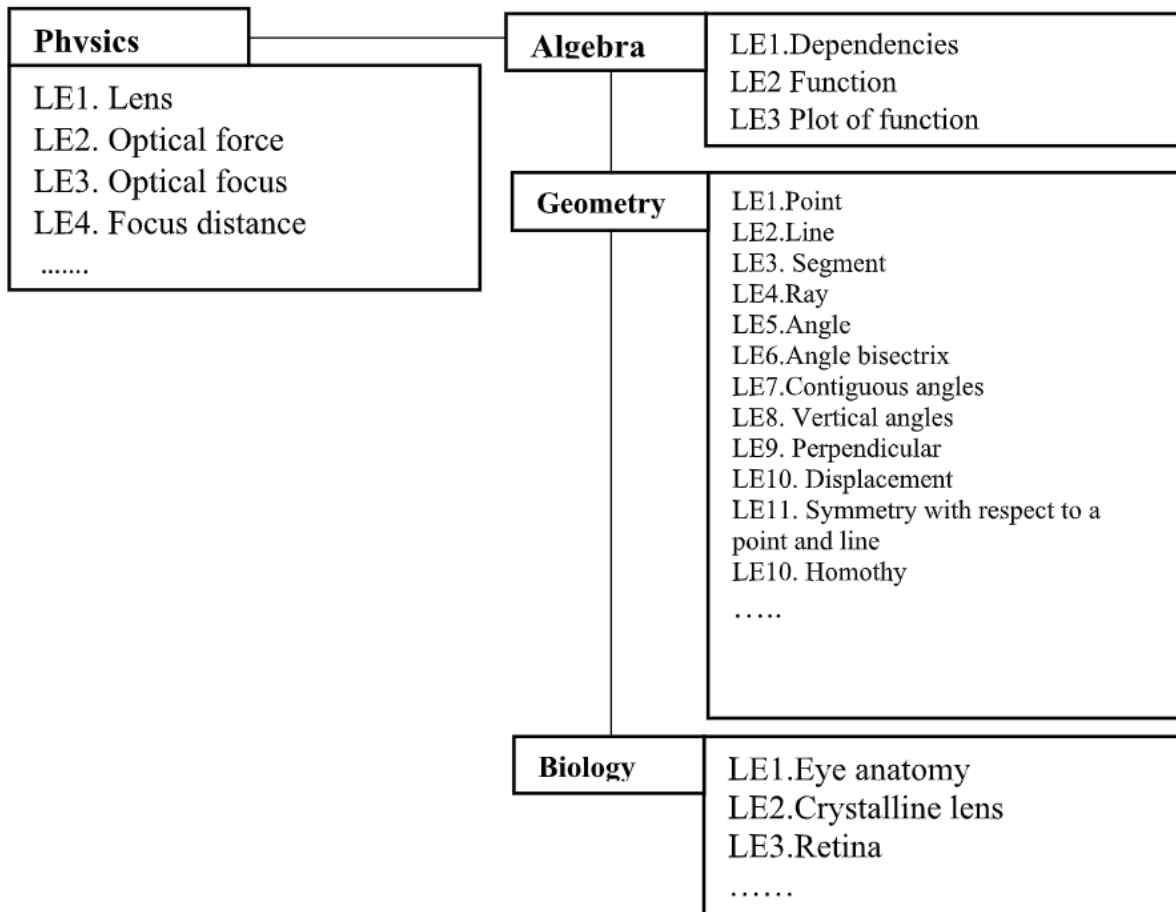 Physics
LE1. Lens
LE2. Optical force
LE3. Optical focus
LE4. Focus distance
.......
Algebra
LE1.Dependencies
LE2 Function
LE3 Plot of function
Geometry
LE1.Point
LE2.Line
LE3. Segment
LE4.Ray
LE5.Angle
LE6.Angle bisectrix
LE7.Contiguous angles
LE8. Vertical angles
LE9. Perpendicular
LE10. Displacement
LE11. Symmetry with respect to a
point and line
LE10. Homothy
…..
Biology
LE1.Eye anatomy
LE2.Crystalline lens
LE3.Retina
……